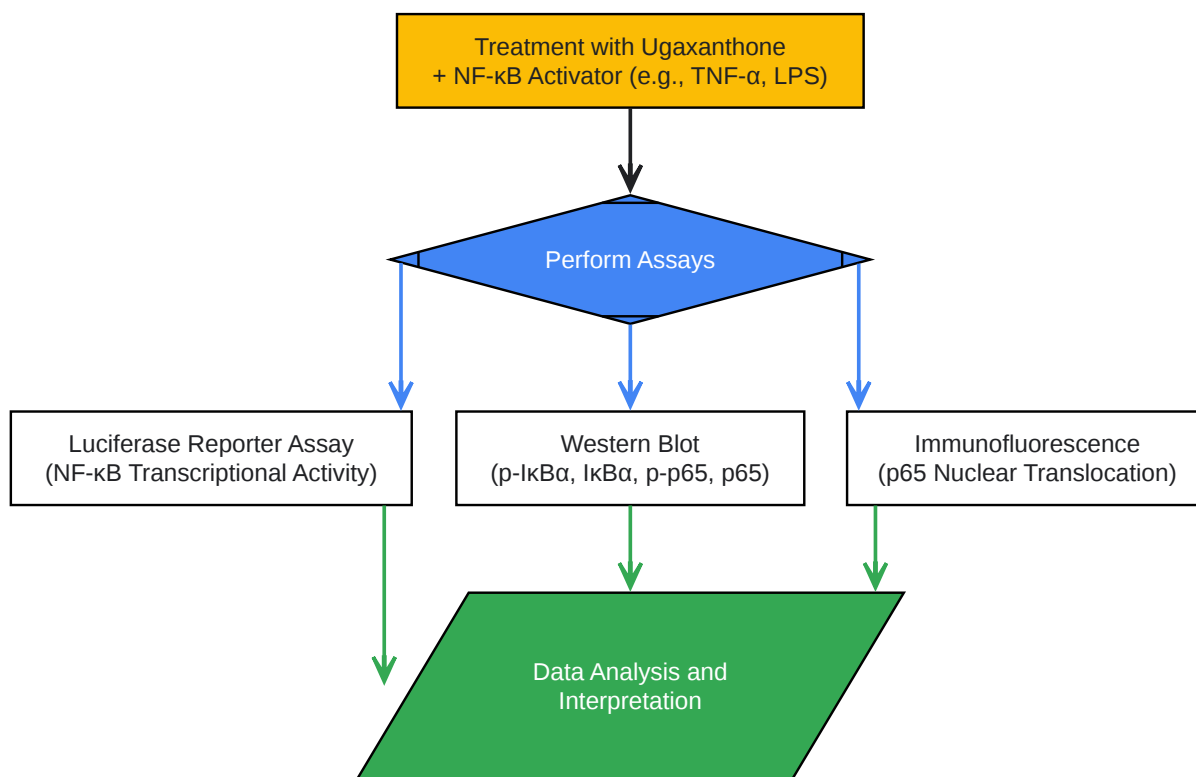 Treatment with Ugaxanthone
+ NF-κB Activator (e.g., TNF-α, LPS)
Perform Assays
Luciferase Reporter Assay
(NF-κB Transcriptional Activity)
Western Blot
(p-IκBα, IκBα, p-p65, p65)
Immunofluorescence
(p65 Nuclear Translocation)
Data Analysis and
Interpretation